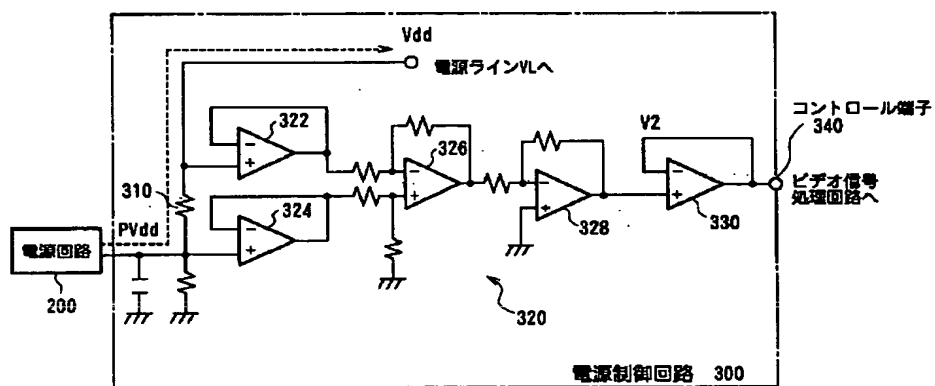 Vdd
電源ラインVLへ
322
326
V2
コントロール端子
340
310
324
328
330
ビデオ信号
処理回路へ
PVdd
電源回路
200
320
電源制御回路 300